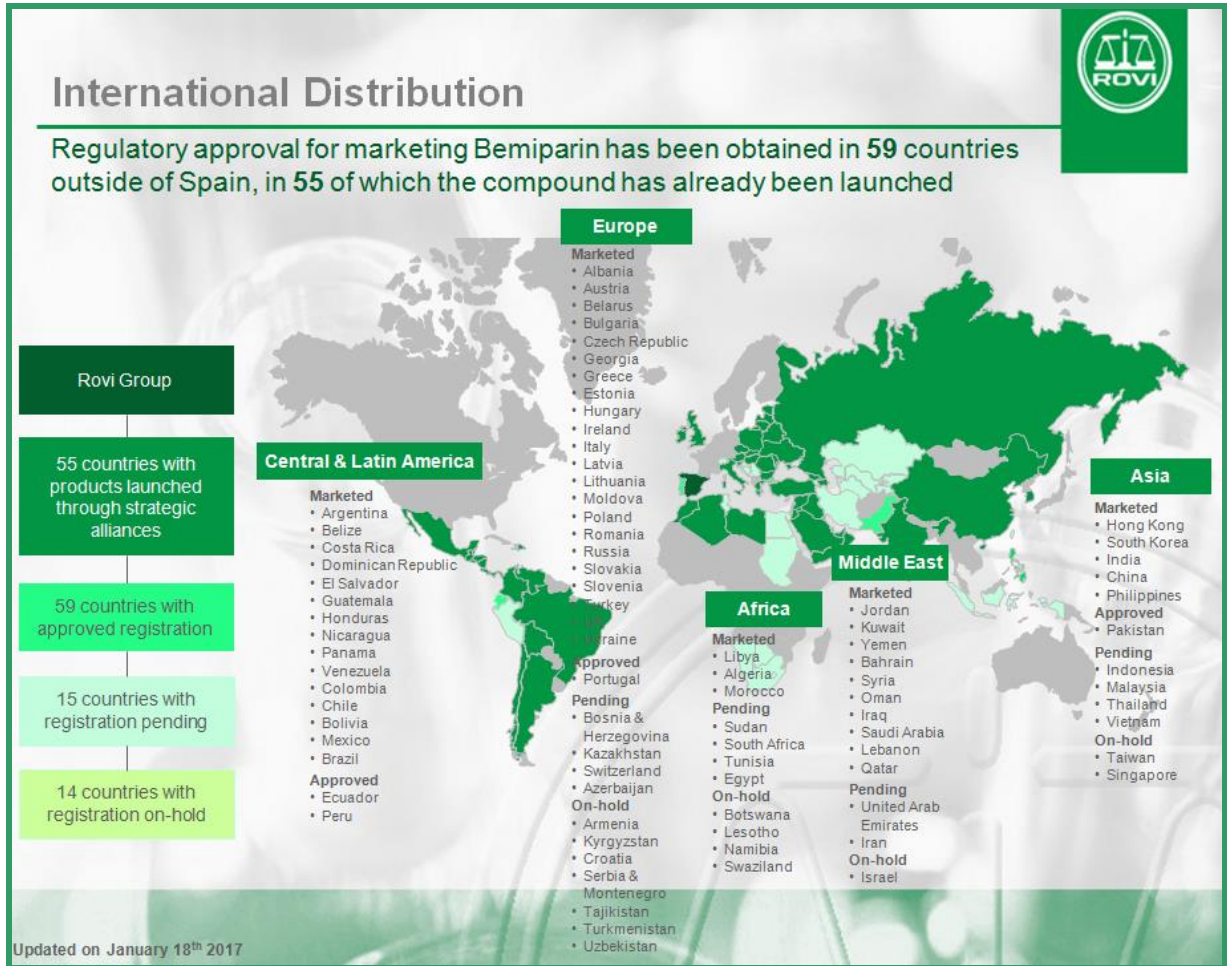 ROVI
International Distribution
Regulatory approval for marketing Bemiparin has been obtained in 59 countries
outside of Spain, in 55 of which the compound has already been launched
Rovi Group
55 countries with
products launched
through strategic
alliances
59 countries with
approved registration
15 countries with
registration pending
14 countries with
registration on-hold
Central & Latin America
Marketed
• Argentina
• Belize
• Costa Rica
• Dominican Republic
• El Salvador
• Guatemala
• Honduras
• Nicaragua
• Panama
• Venezuela
• Colombia
• Chile
• Bolivia
• Mexico
• Brazil
Approved
• Ecuador
• Peru
Europe
Marketed
• Albania
• Austria
• Belarus
• Bulgaria
• Czech Republic
• Georgia
• Greece
• Estonia
• Hungary
• Ireland
• Italy
• Latvia
• Lithuania
• Moldova
• Poland
• Romania
• Russia
• Slovakia
• Slovenia
• Turkey
• Ukraine
Approved
• Portugal
Pending
• Bosnia &
Herzegovina
• Kazakhstan
• Switzerland
• Azerbaijan
On-hold
• Armenia
• Kyrgyzstan
• Croatia
• Serbia &
Montenegro
• Tajikistan
• Turkmenistan
• Uzbekistan
Africa
Marketed
• Libya
• Algeria
• Morocco
Pending
• Sudan
• South Africa
• Tunisia
• Egypt
On-hold
• Botswana
• Lesotho
• Namibia
• Swaziland
Middle East
Marketed
• Jordan
• Kuwait
• Yemen
• Bahrain
• Syria
• Oman
• Iraq
• Saudi Arabia
• Lebanon
• Qatar
Pending
• United Arab
Emirates
• Iran
On-hold
• Israel
Asia
Marketed
• Hong Kong
• South Korea
• India
• China
• Philippines
Approved
• Pakistan
Pending
• Indonesia
• Malaysia
• Thailand
• Vietnam
On-hold
• Taiwan
• Singapore
Updated on January 18th 2017